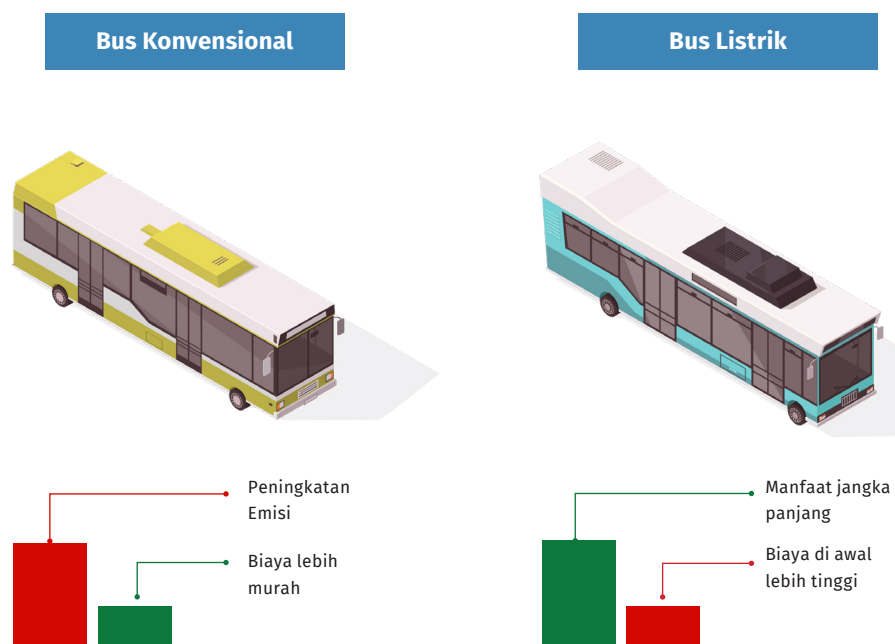 Bus Konvensional
Bus Listrik
Peningkatan
Emisi
Biaya lebih
murah
Manfaat jangka
panjang
Biaya di awal
lebih tinggi